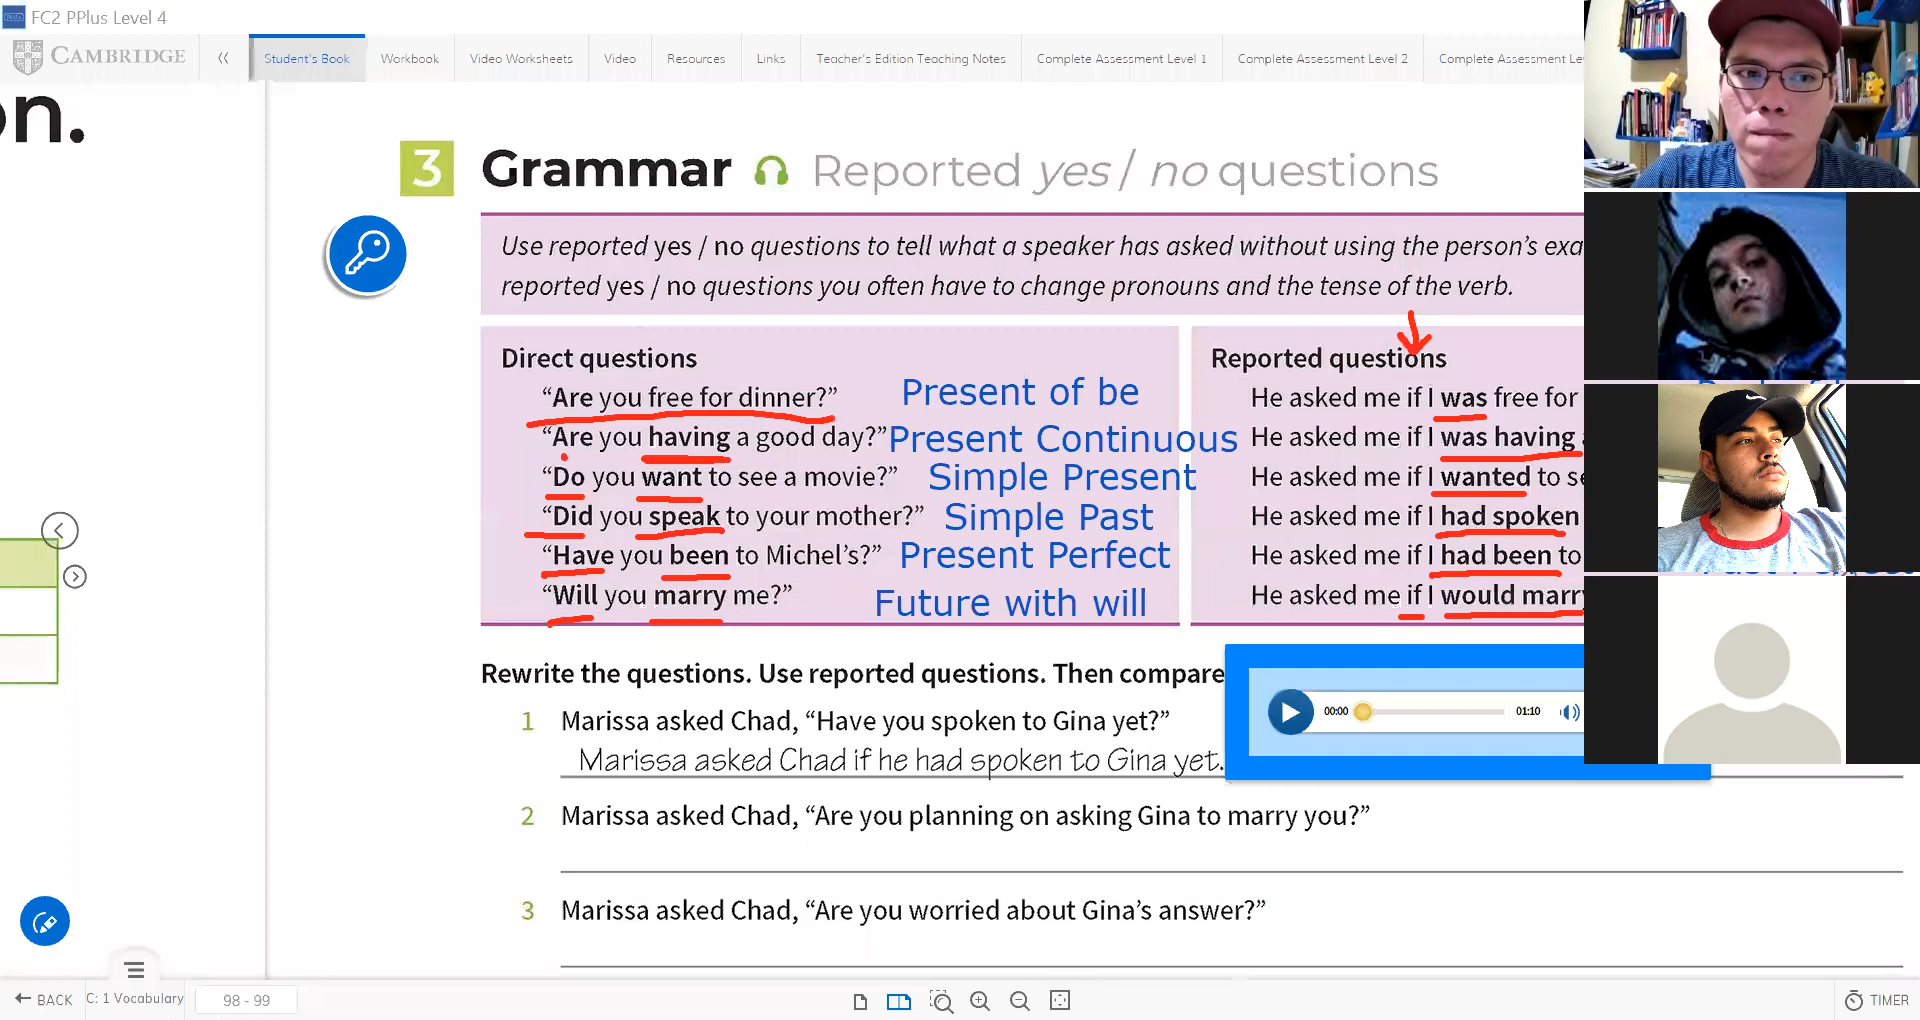 FC2 PPlus Level 4
CAMBRIDGE
Student's Book
Workbook
Video Worksheets
Video
Resources
Links
Teacher's Edition Teaching Notes
Complete Assessment Level 1
Complete Assessment Level 2
Complete Assessment
on.
3 Grammar Reported yes / no questions
Use reported yes / no questions to tell what a speaker has asked without using the person's exa
reported yes / no questions you often have to change pronouns and the tense of the verb.
Direct questions
"Are you free for dinner?" Present of be
"Are you having a good day?" Present Continuous
"Do you want to see a movie?" Simple Present
"Did you speak to your mother?" Simple Past
"Have you been to Michel's?" Present Perfect
"Will you marry me?" Future with will
Reported questions
He asked me if I was free for
He asked me if I was having
He asked me if I wanted to se
He asked me if I had spoken
He asked me if I had been to
He asked me if I would marry
Rewrite the questions. Use reported questions. Then compare
00:00 01:10
1 Marissa asked Chad, "Have you spoken to Gina yet?"
Marissa asked Chad if he had spoken to Gina yet.
2 Marissa asked Chad, "Are you planning on asking Gina to marry you?"
3 Marissa asked Chad, "Are you worried about Gina's answer?"
BACK
C: 1 Vocabulary
98 - 99
TIMER